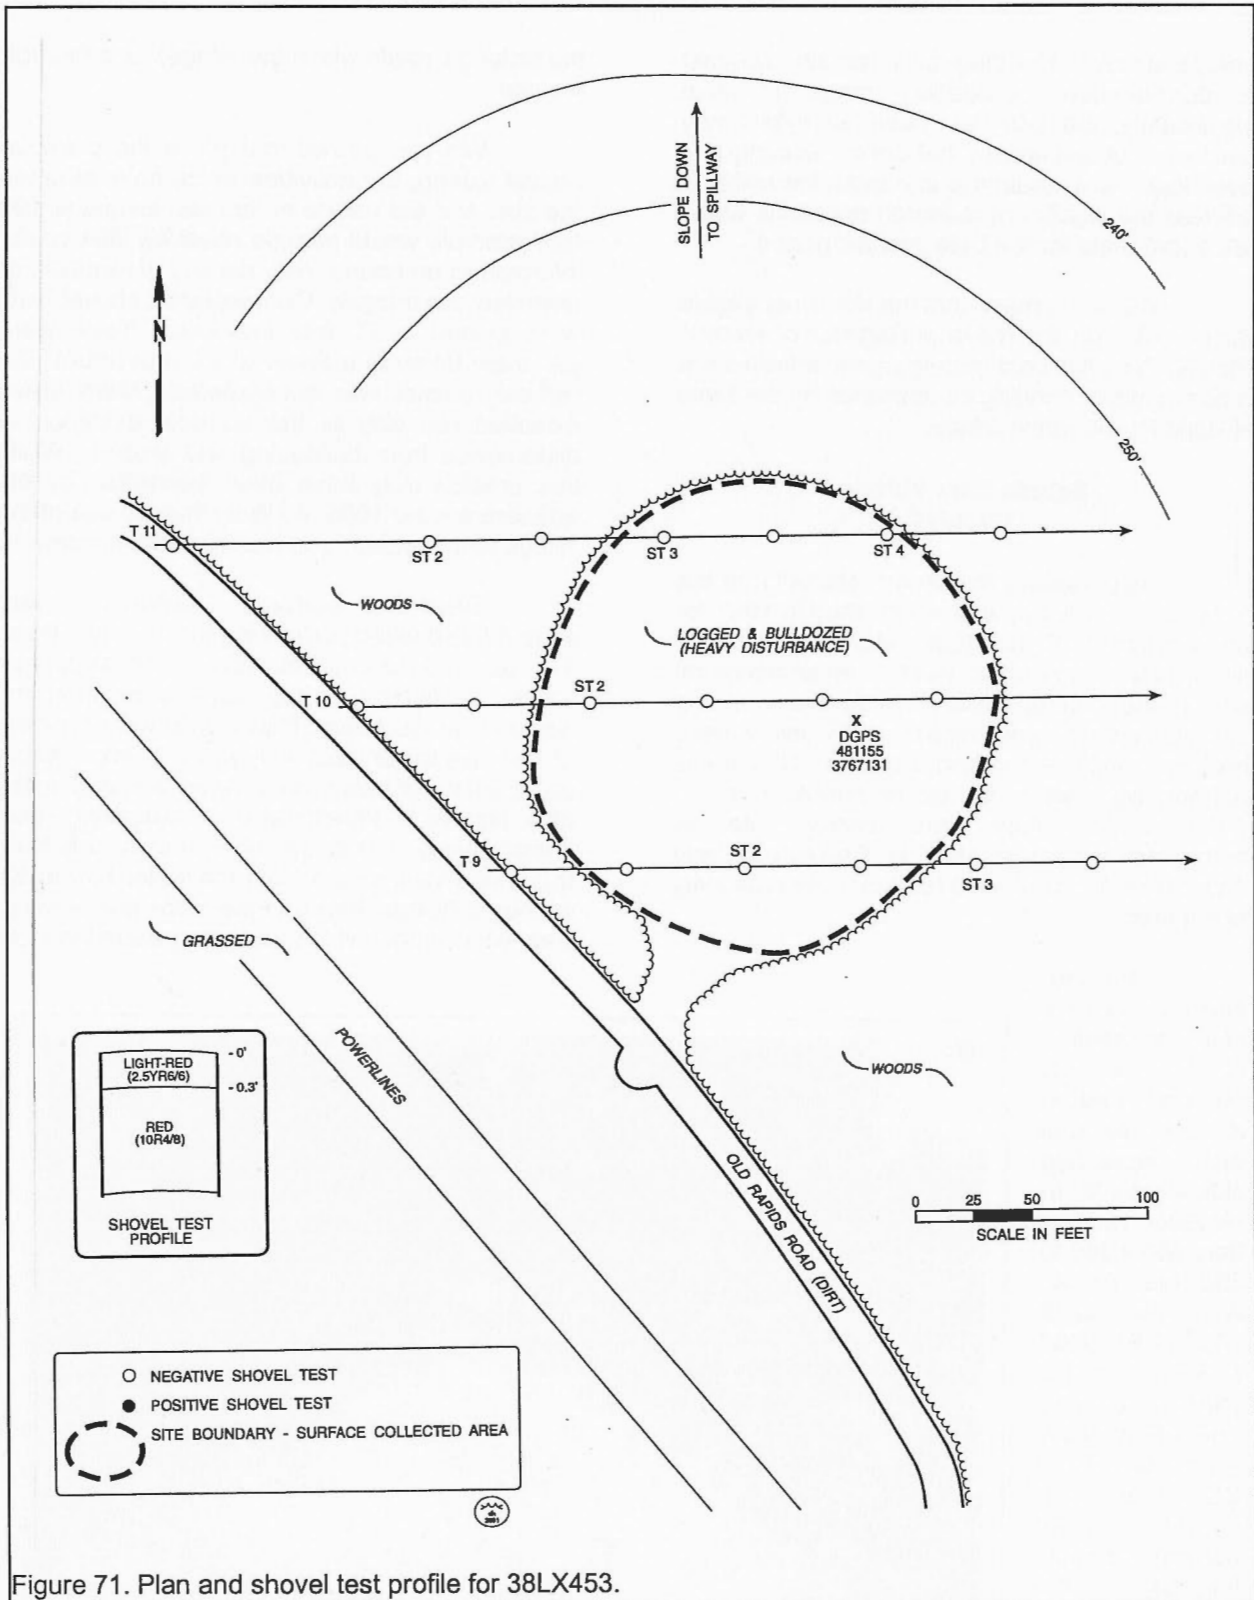 SLOPE DOWN
TO SPILLWAY
240'
250'
N
T 11
ST 2
ST 3
ST 4
WOODS
LOGGED & BULLDOZED
(HEAVY DISTURBANCE)
T 10
ST 2
X
DGPS
481155
3767131
T 9
ST 2
ST 3
GRASSED
POWERLINES
WOODS
OLD RAPIDS ROAD (DIRT)
LIGHT-RED
(2.5YR6/6)
- 0'
- 0.3'
RED
(10R4/8)
SHOVEL TEST
PROFILE
0 25 50 100
SCALE IN FEET
NEGATIVE SHOVEL TEST
POSITIVE SHOVEL TEST
SITE BOUNDARY - SURFACE COLLECTED AREA
Figure 71. Plan and shovel test profile for 38LX453.